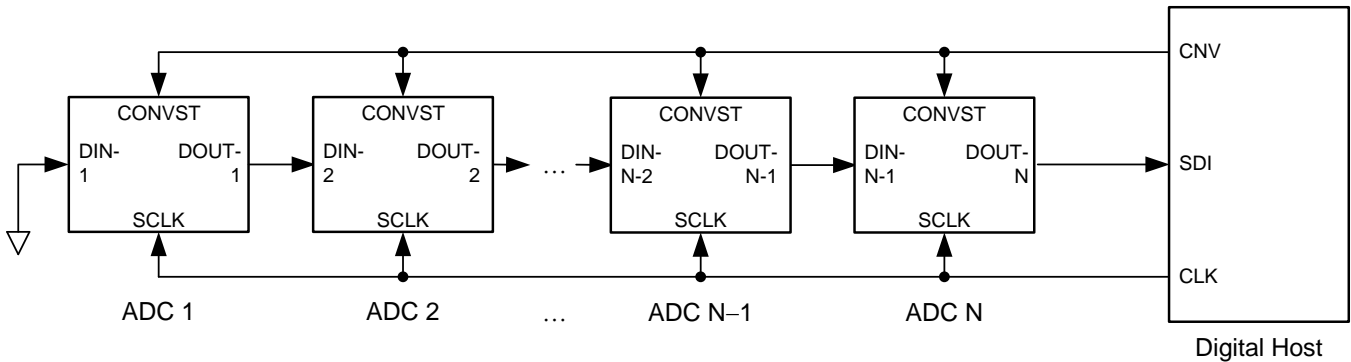 CNV
CONVST
DIN-
1
DOUT-
1
SCLK
CONVST
DIN-
2
DOUT-
2
SCLK
...
CONVST
DIN-
N-2
DOUT-
N-1
SCLK
CONVST
DIN-
N-1
DOUT-
N
SCLK
SDI
CLK
ADC 1
ADC 2
...
ADC N−1
ADC N
Digital Host